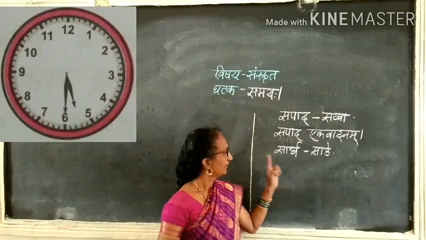 Made with KINEMASTER
12
11 1
10 2
9 3
8 4
7 5
6
विषय - संस्कृत
घटक - समयः।
सपाद - सव्वा
सपाद एकवादनम्।
सार्ध - साडे